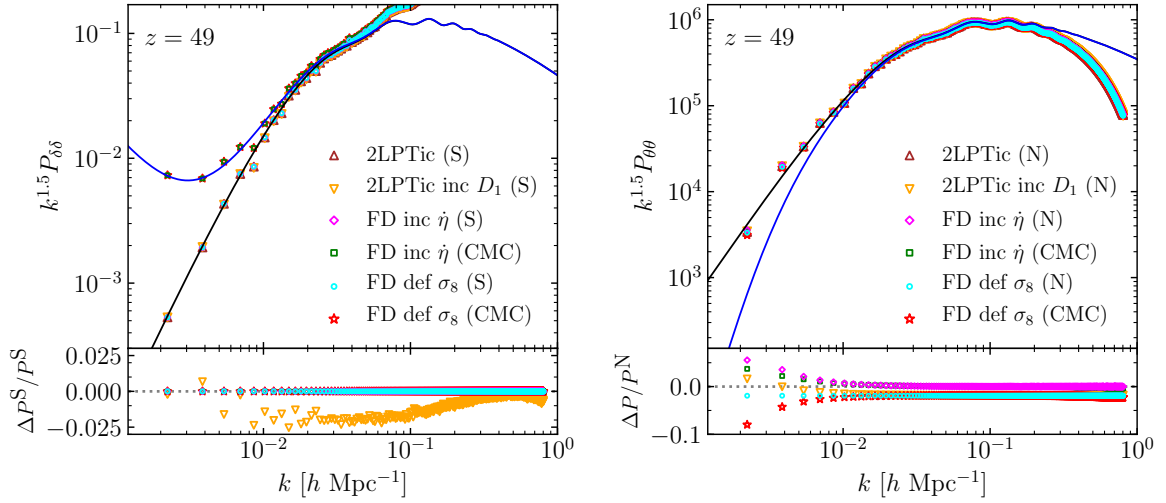 z = 49
k^{1.5}P_{δδ}
10^{-1}
10^{-2}
10^{-3}
2LPTic (S)
2LPTic inc D_1 (S)
FD inc η̇ (S)
FD inc η̇ (CMC)
FD def σ_8 (S)
FD def σ_8 (CMC)
ΔP^S/P^S
0.025
0.000
−0.025
10^{-2} 10^{-1} 10^0
k [h Mpc^{-1}]
z = 49
k^{1.5}P_{θθ}
10^6
10^5
10^4
10^3
2LPTic (N)
2LPTic inc D_1 (N)
FD inc η̇ (N)
FD inc η̇ (CMC)
FD def σ_8 (N)
FD def σ_8 (CMC)
ΔP/P^N
0.0
−0.1
10^{-2} 10^{-1} 10^0
k [h Mpc^{-1}]